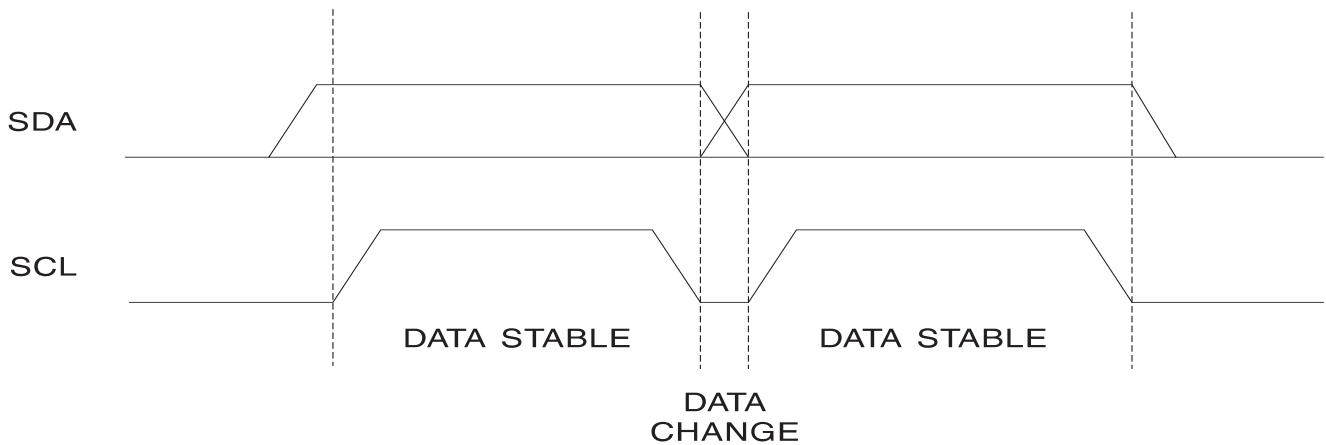 SDA
SCL
DATA STABLE
DATA STABLE
DATA
CHANGE